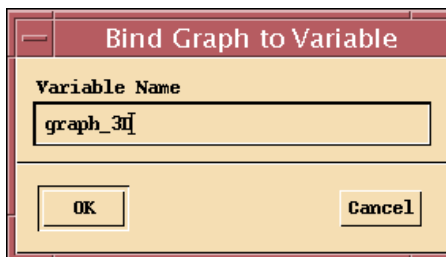 Bind Graph to Variable
Variable Name
graph_3D
OK
Cancel